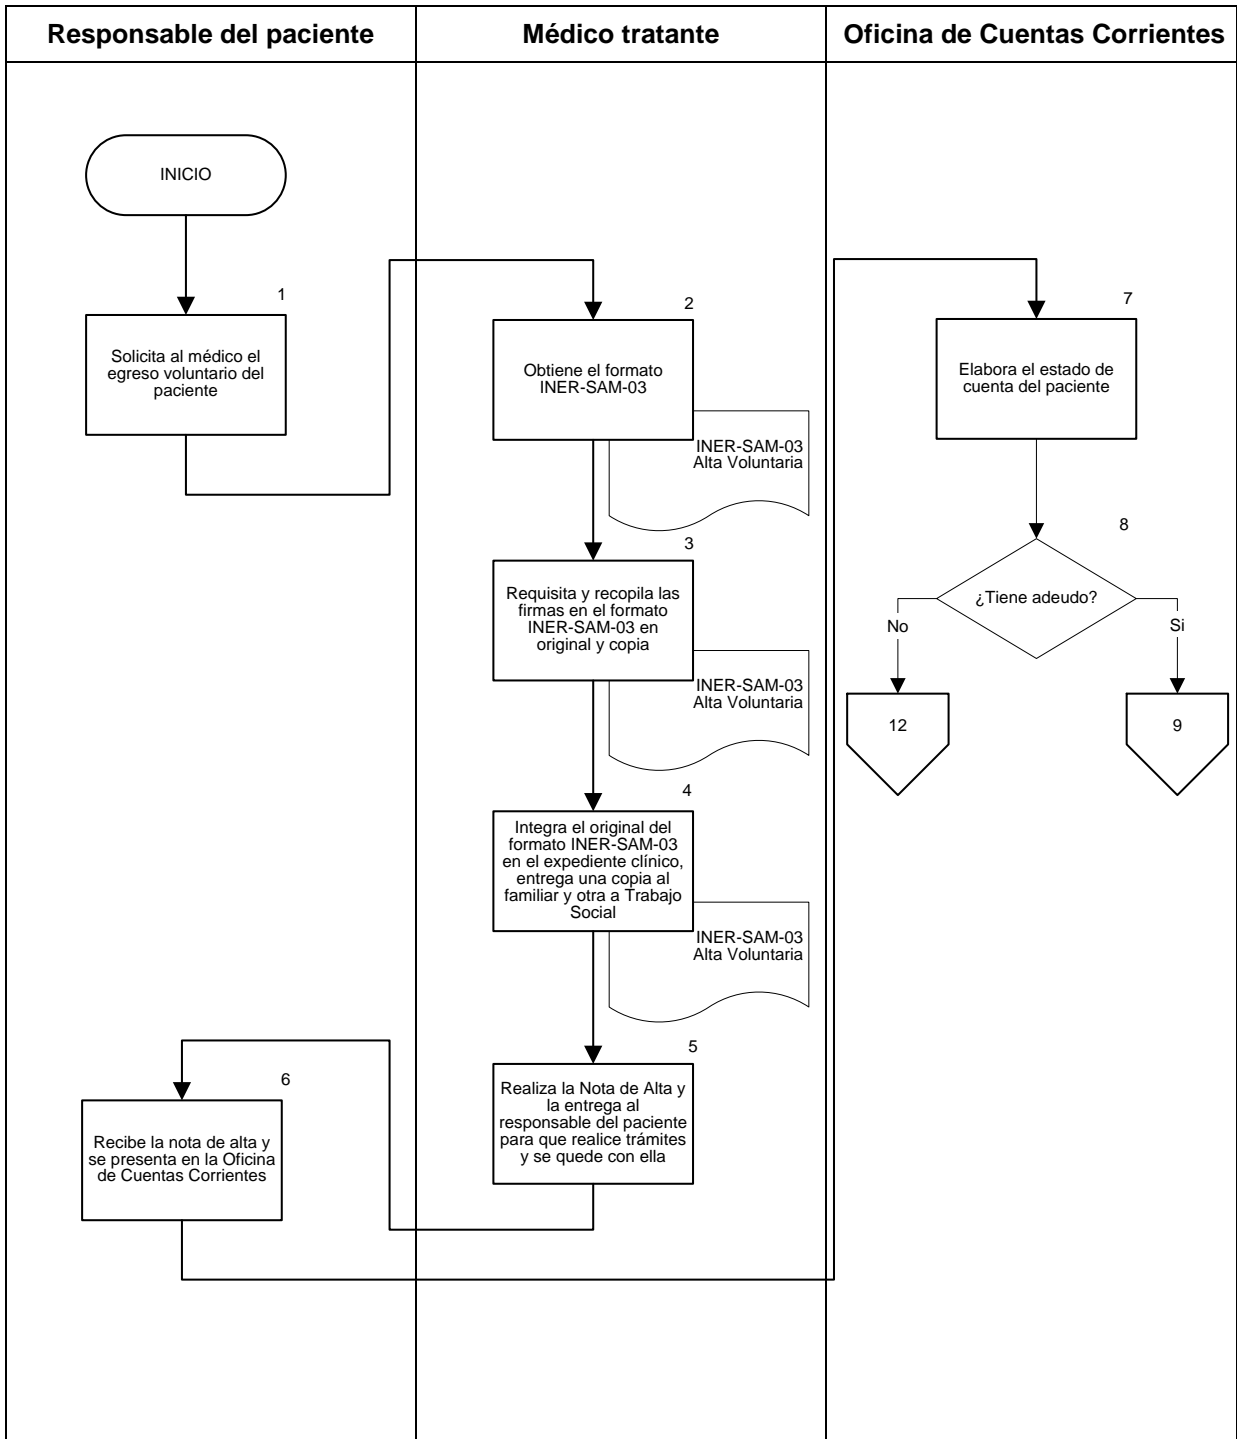 Responsable del paciente
Médico tratante
Oficina de Cuentas Corrientes
INICIO
1
Solicita al médico el
egreso voluntario del
paciente
2
Obtiene el formato
INER-SAM-03
INER-SAM-03
Alta Voluntaria
3
Requisita y recopila las
firmas en el formato
INER-SAM-03 en
original y copia
INER-SAM-03
Alta Voluntaria
4
Integra el original del
formato INER-SAM-03
en el expediente clínico,
entrega una copia al
familiar y otra a Trabajo
Social
INER-SAM-03
Alta Voluntaria
5
Realiza la Nota de Alta y
la entrega al
responsable del paciente
para que realice trámites
y se quede con ella
6
Recibe la nota de alta y
se presenta en la Oficina
de Cuentas Corrientes
7
Elabora el estado de
cuenta del paciente
8
¿Tiene adeudo?
No
Si
12
9